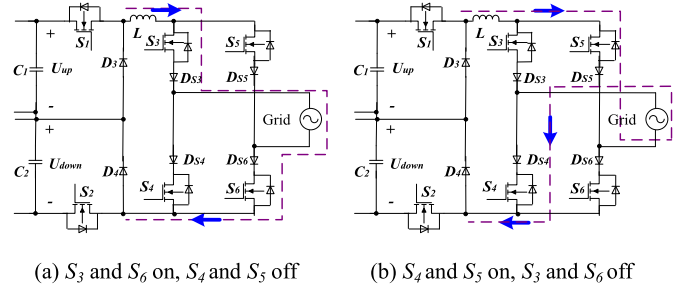 S1 L S3 S5
+ C1 Uup - D3 DS3 DS5
Grid
+ C2 Udown - D4 DS4 DS6
S2 S4 S6
(a) S3 and S6 on, S4 and S5 off
S1 L S3 S5
+ C1 Uup - D3 DS3 DS5
Grid
+ C2 Udown - D4 DS4 DS6
S2 S4 S6
(b) S4 and S5 on, S3 and S6 off